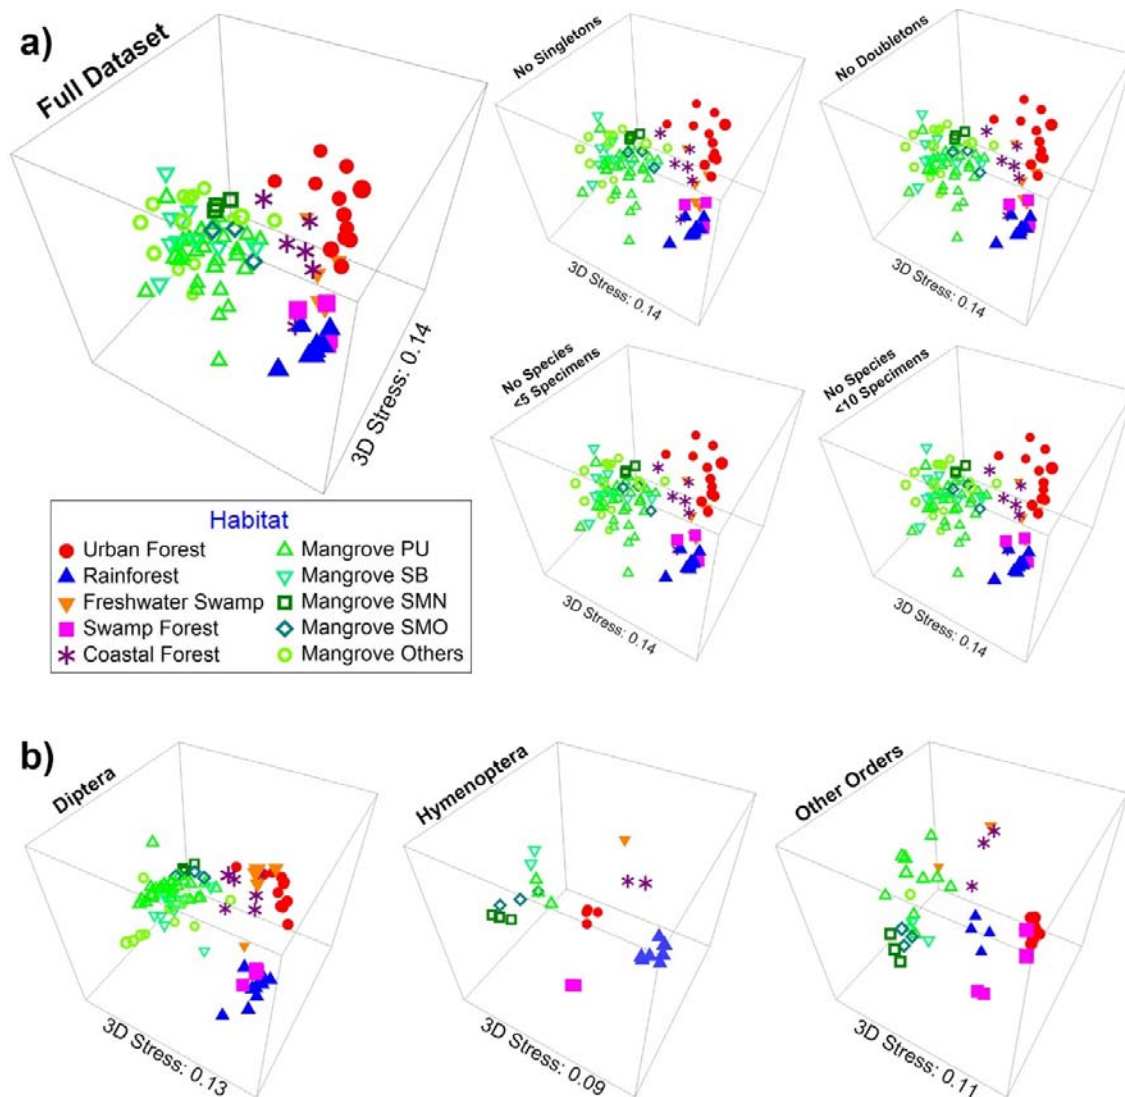 a)
Full Dataset
3D Stress: 0.14
No Singletons
3D Stress: 0.14
No Doubletons
3D Stress: 0.14
No Species
<5 Specimens
3D Stress: 0.14
No Species
<10 Specimens
3D Stress: 0.14
Habitat
Urban Forest
Rainforest
Freshwater Swamp
Swamp Forest
Coastal Forest
Mangrove PU
Mangrove SB
Mangrove SMN
Mangrove SMO
Mangrove Others
b)
Diptera
3D Stress: 0.13
Hymenoptera
3D Stress: 0.09
Other Orders
3D Stress: 0.11